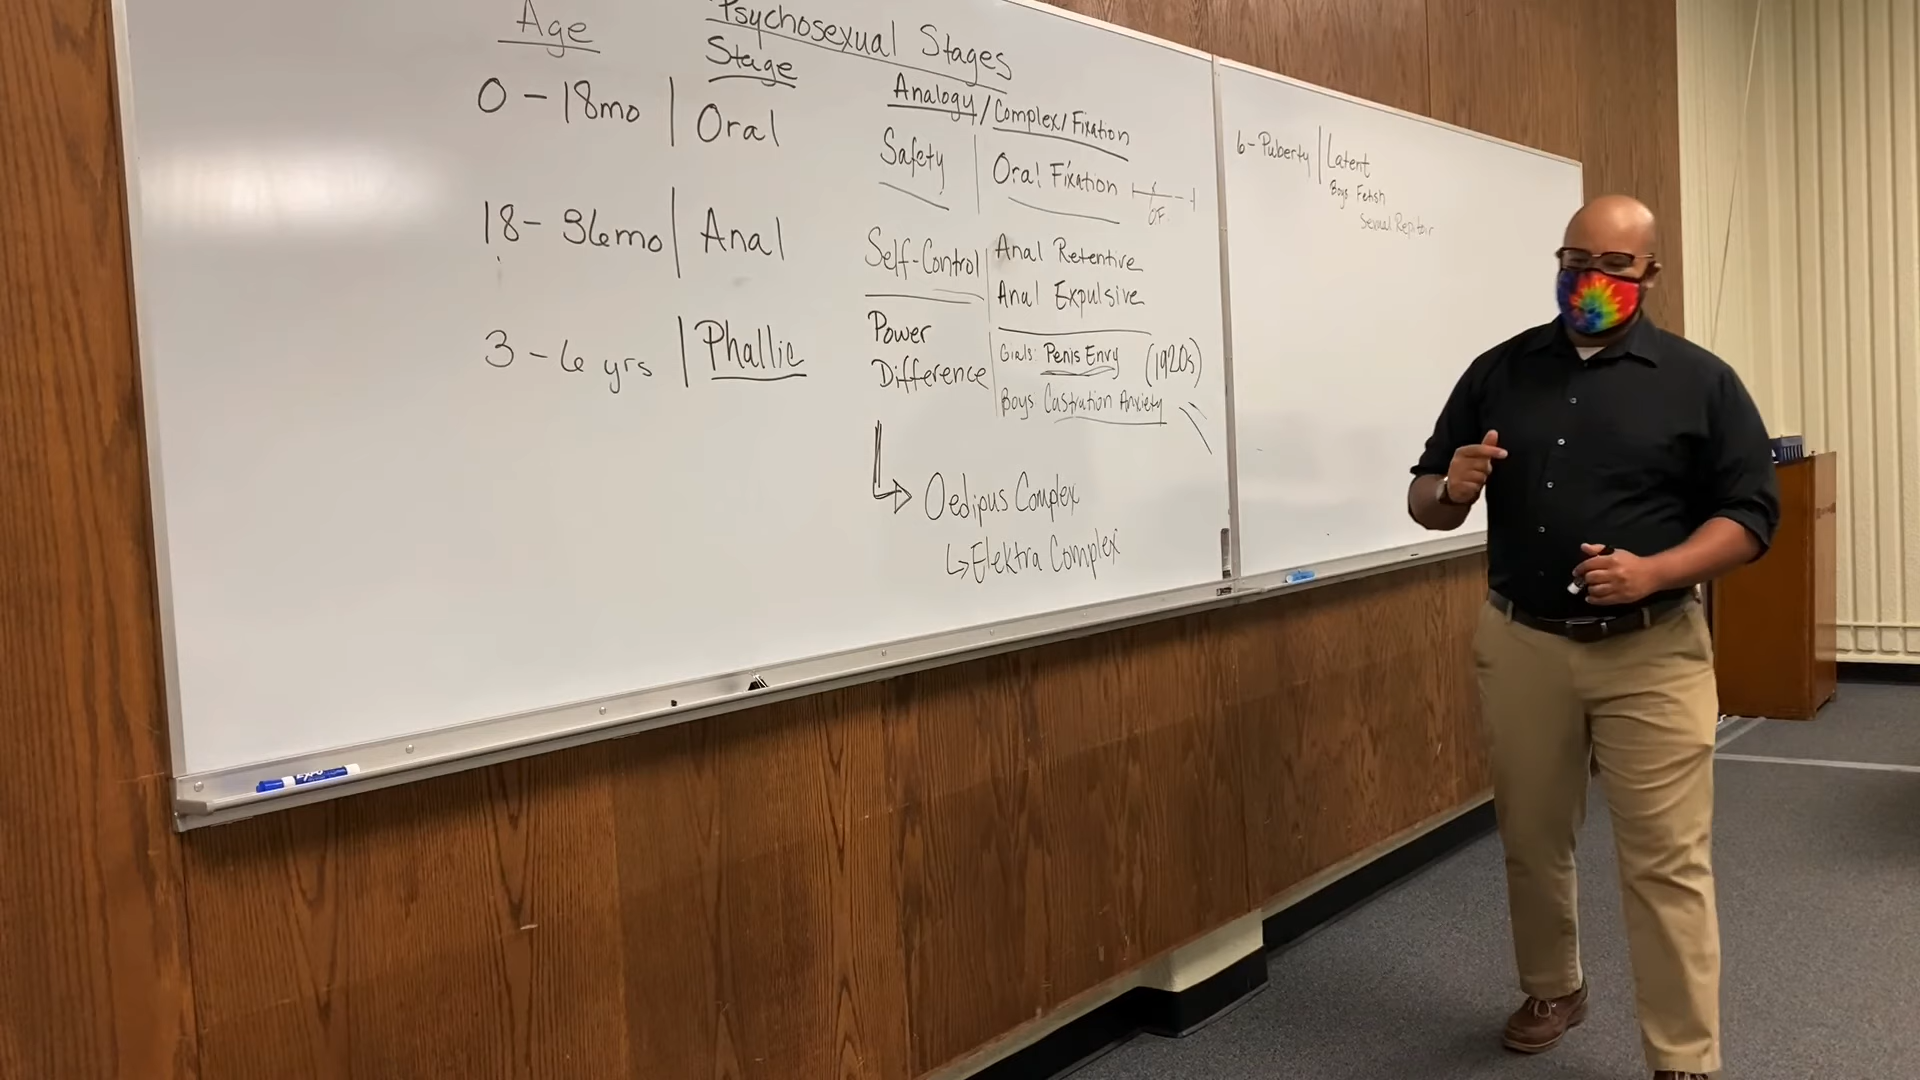 Psychosexual Stages
Age
Stage
Analogy/Complex/Fixation
0-18mo | Oral
Safety | Oral Fixation
O.F.
18-36mo | Anal
Self-Control | Anal Retentive
Anal Expulsive
3-6 yrs | Phallic
Power
Difference
Girls: Penis Envy (1920s)
Boys Castration Anxiety
Oedipus Complex
Elektra Complex
6-Puberty | Latent
Boys Fetish
Sexual Repitoir
EXPO